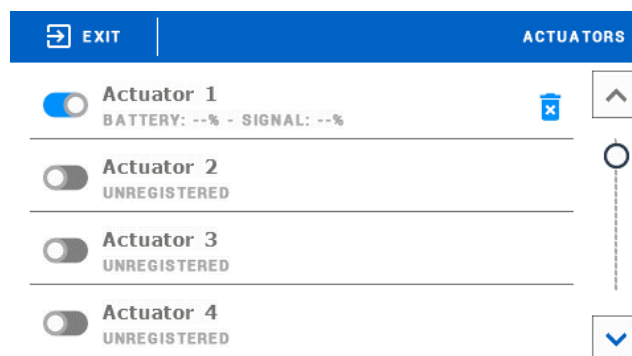 EXIT
ACTUATORS
Actuator 1
BATTERY: --% - SIGNAL: --%
Actuator 2
UNREGISTERED
Actuator 3
UNREGISTERED
Actuator 4
UNREGISTERED